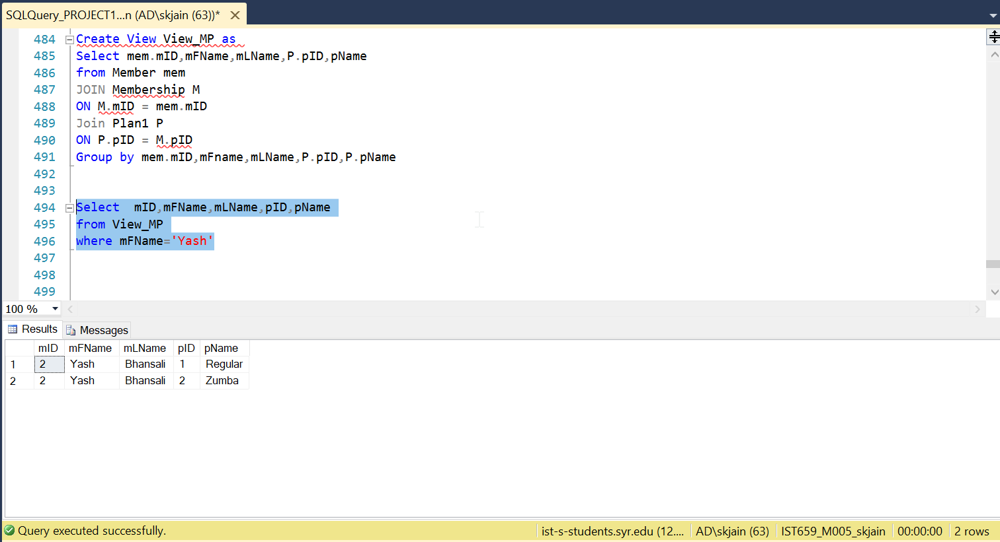 SQLQuery_PROJECT1...n (AD\skjain (63))*
484 Create View View_MP as
485 Select mem.mID,mFName,mLName,P.pID,pName
486 from Member mem
487 JOIN Membership M
488 ON M.mID = mem.mID
489 Join Plan1 P
490 ON P.pID = M.pID
491 Group by mem.mID,mFname,mLName,P.pID,P.pName
492
493
494 Select  mID,mFName,mLName,pID,pName
495 from View_MP
496 where mFName='Yash'
497
498
499
100 %
Results Messages
mID mFName mLName pID pName
1 2 Yash Bhansali 1 Regular
2 2 Yash Bhansali 2 Zumba
Query executed successfully. ist-s-students.syr.edu (12.... AD\skjain (63) IST659_M005_skjain 00:00:00 2 rows